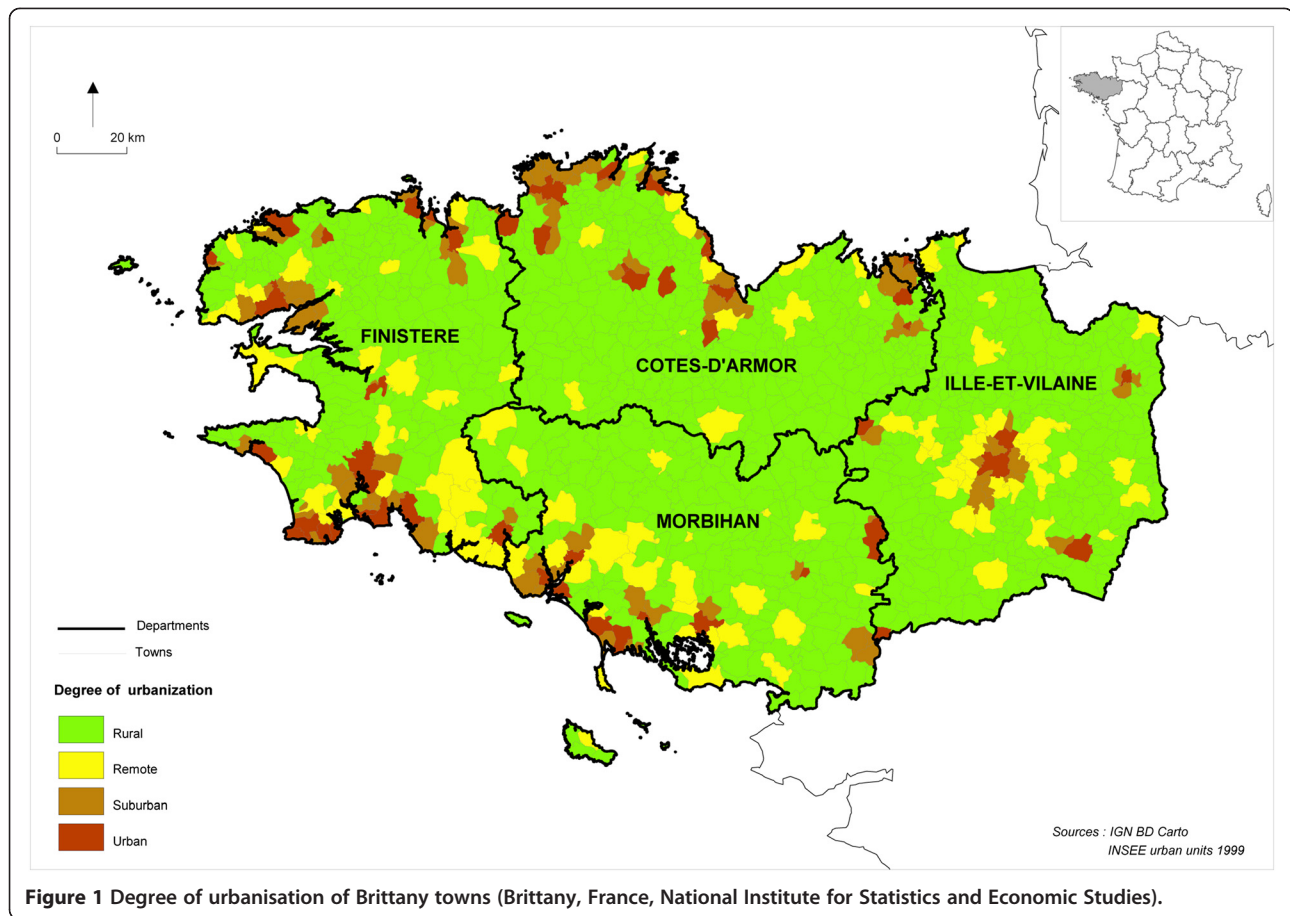 0 20 km
FINISTERE
COTES-D'ARMOR
ILLE-ET-VILAINE
MORBIHAN
Departments
Towns
Degree of urbanization
Rural
Remote
Suburban
Urban
Sources : IGN BD Carto
INSEE urban units 1999
Figure 1 Degree of urbanisation of Brittany towns (Brittany, France, National Institute for Statistics and Economic Studies).